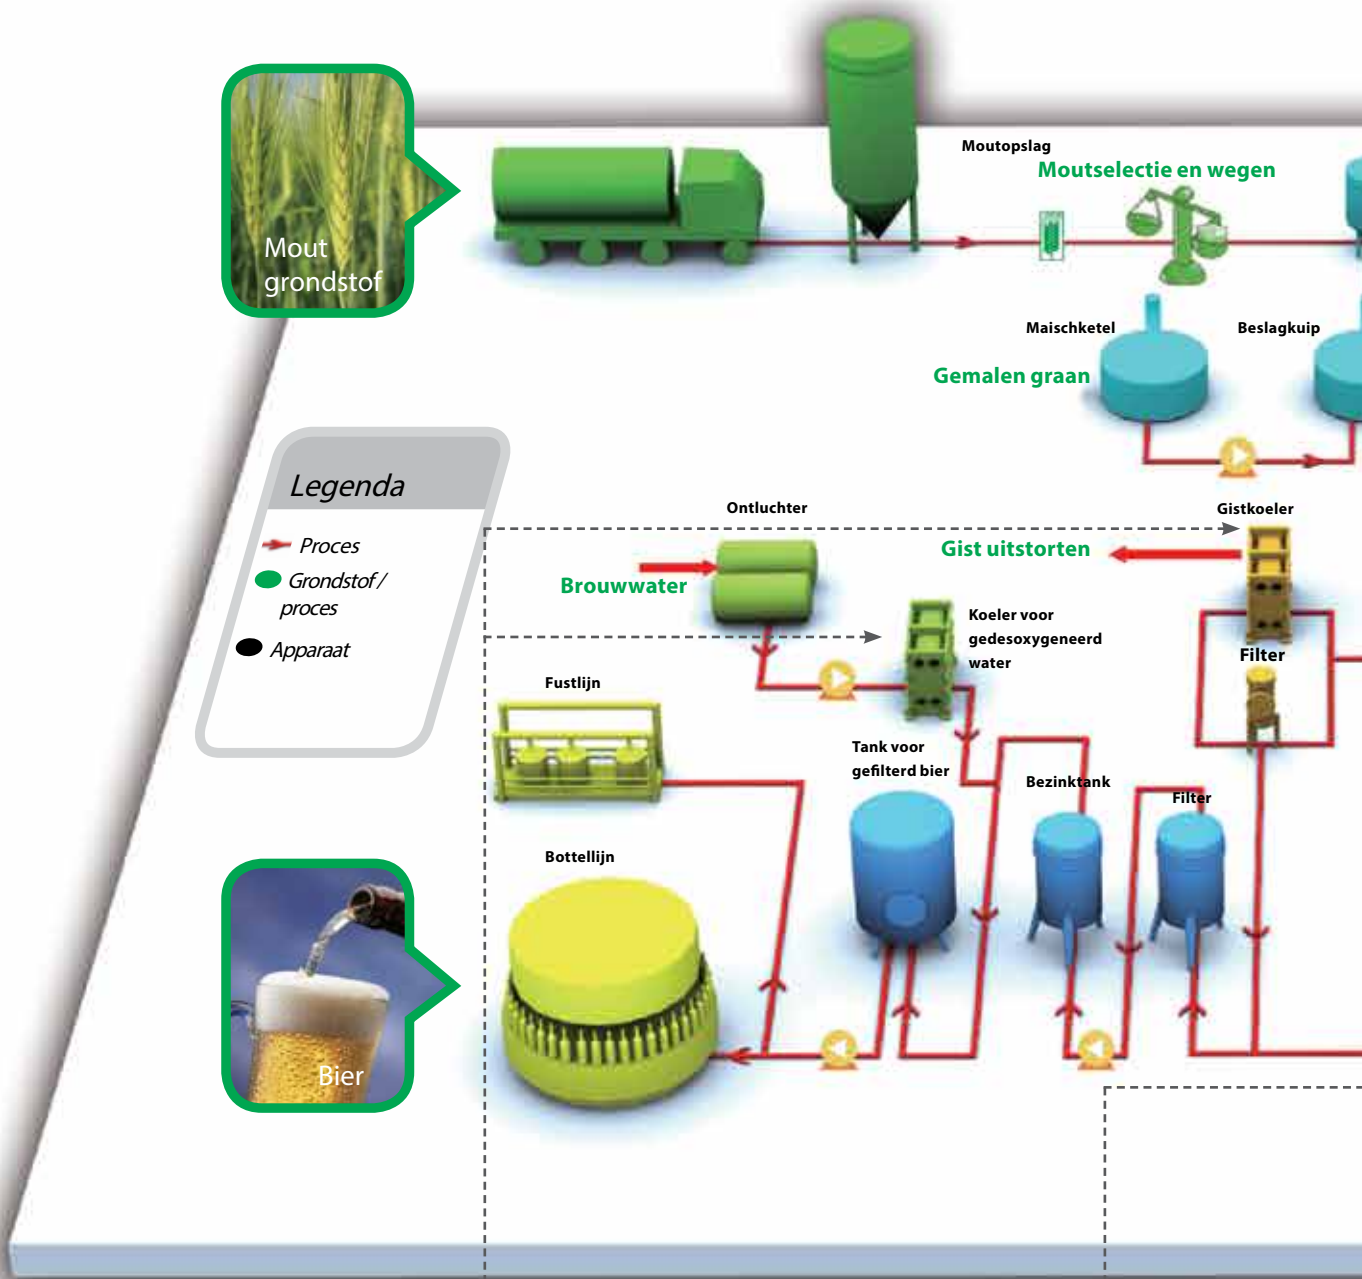 Moutopslag
Moutselectie en wegen
Mout
grondstof
Maischketel
Beslagkuip
Gemalen graan
Legenda
Proces
Grondstof /
proces
Apparaat
Ontluchter
Gistkoeler
Gist uitstorten
Brouwwater
Koeler voor
gedesoxygeneerd
water
Filter
Fustlijn
Tank voor
gefilterd bier
Bezinktank
Filter
Bottellijn
Bier